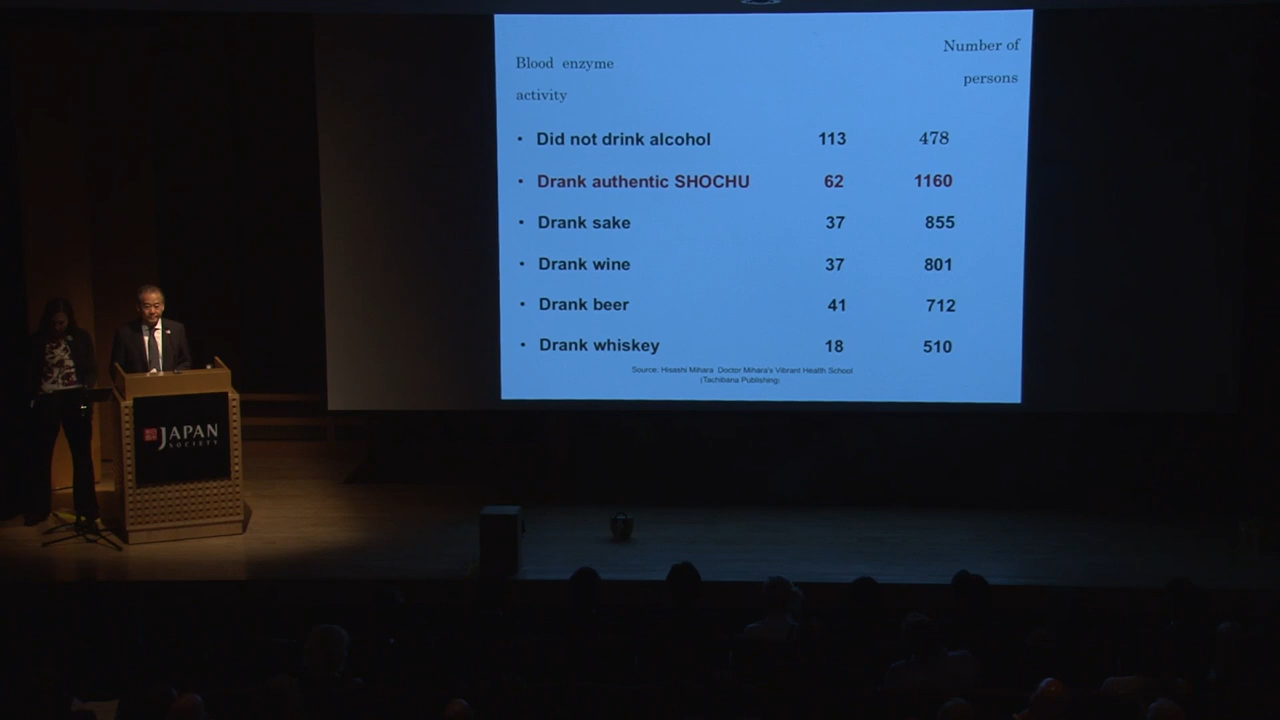 Number of
Blood enzyme
persons
activity
• Did not drink alcohol 113 478
• Drank authentic SHOCHU 62 1160
• Drank sake 37 855
• Drank wine 37 801
• Drank beer 41 712
• Drank whiskey 18 510
Source: Hisashi Mihara Doctor Mihara's Vibrant Health School
(Tachibana Publishing)
JAPAN
SOCIETY